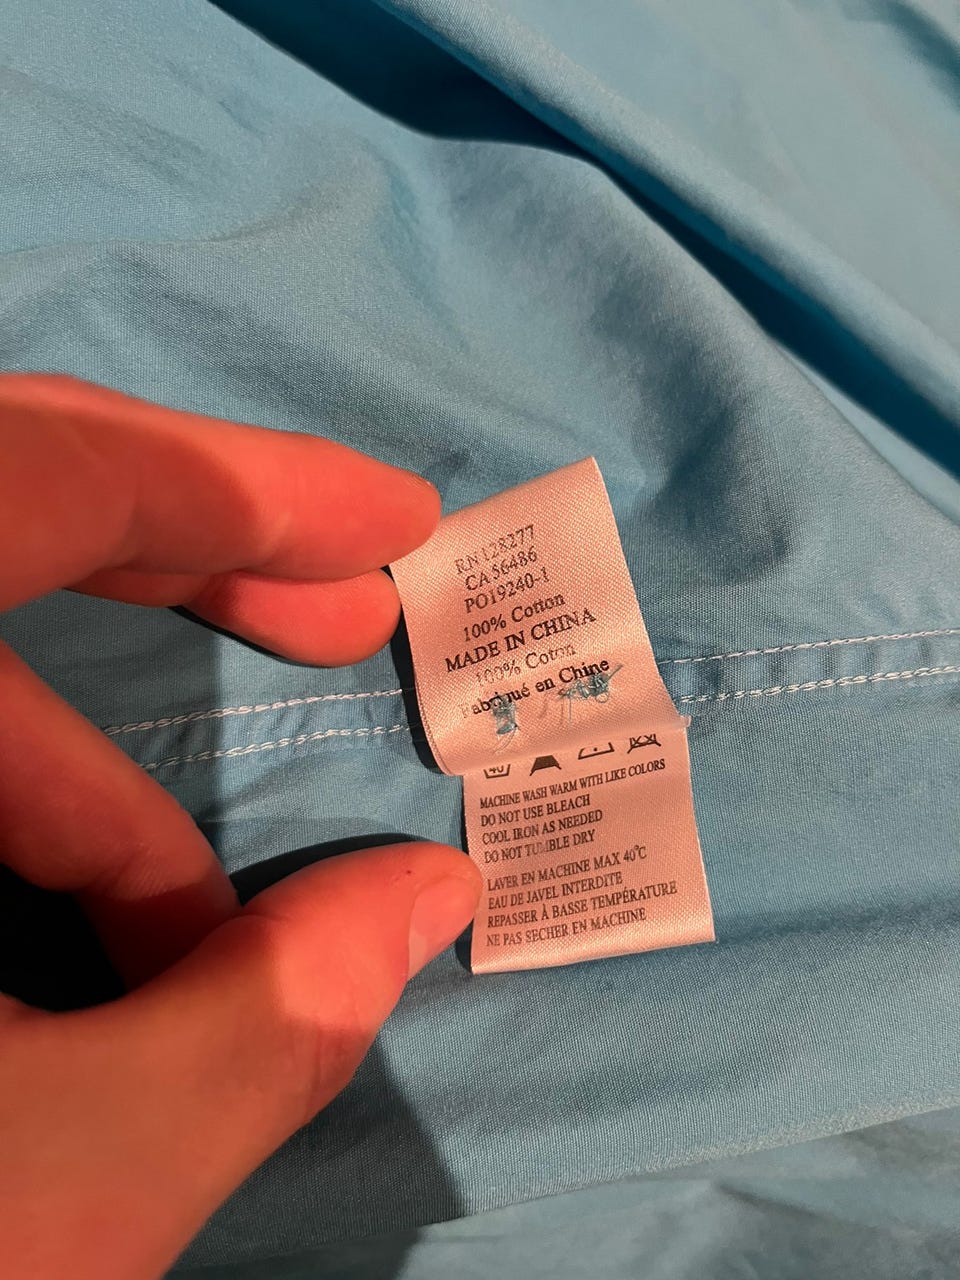 RN 128277
CA 56486
PO19240-1
100% Cotton
MADE IN CHINA
100% Coton
Fabriqué en Chine
40
MACHINE WASH WARM WITH LIKE COLORS
DO NOT USE BLEACH
COOL IRON AS NEEDED
DO NOT TUMBLE DRY
LAVER EN MACHINE MAX 40°C
EAU DE JAVEL INTERDITE
REPASSER À BASSE TEMPÉRATURE
NE PAS SECHER EN MACHINE